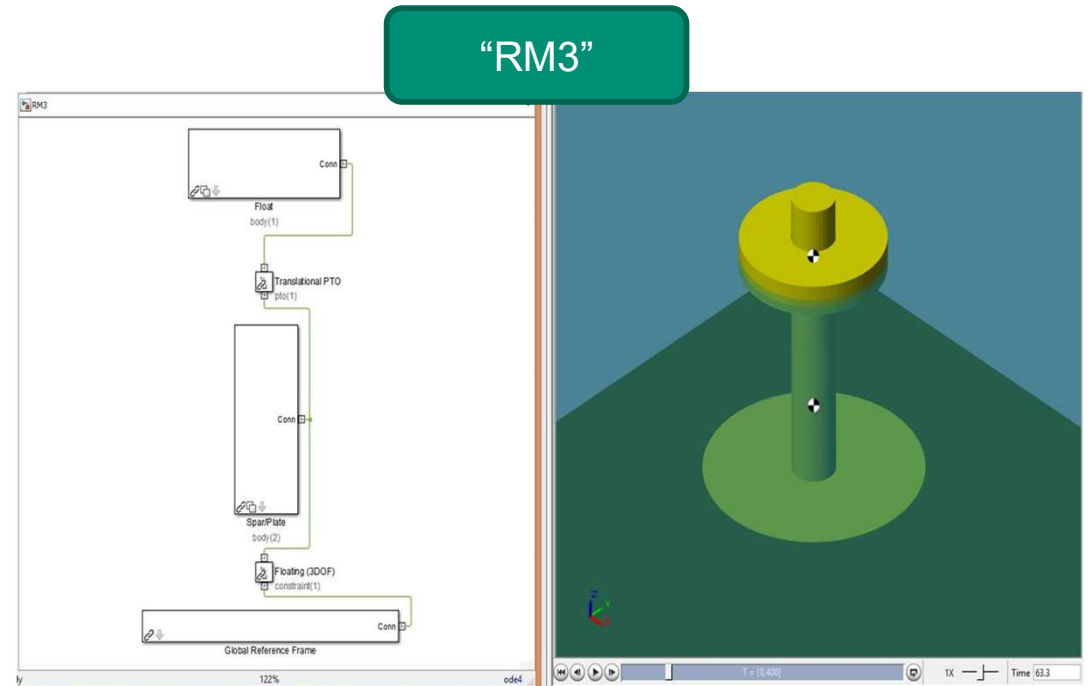 “RM3”
RM3
Conn
Float
body(1)
Translational PTO
pto(1)
Conn
Spar/Plate
body(2)
Floating (3DOF)
constraint(1)
Conn
Global Reference Frame
ly 122% ode4
Z
Y
X
T = [0,400] 1X Time 63.3